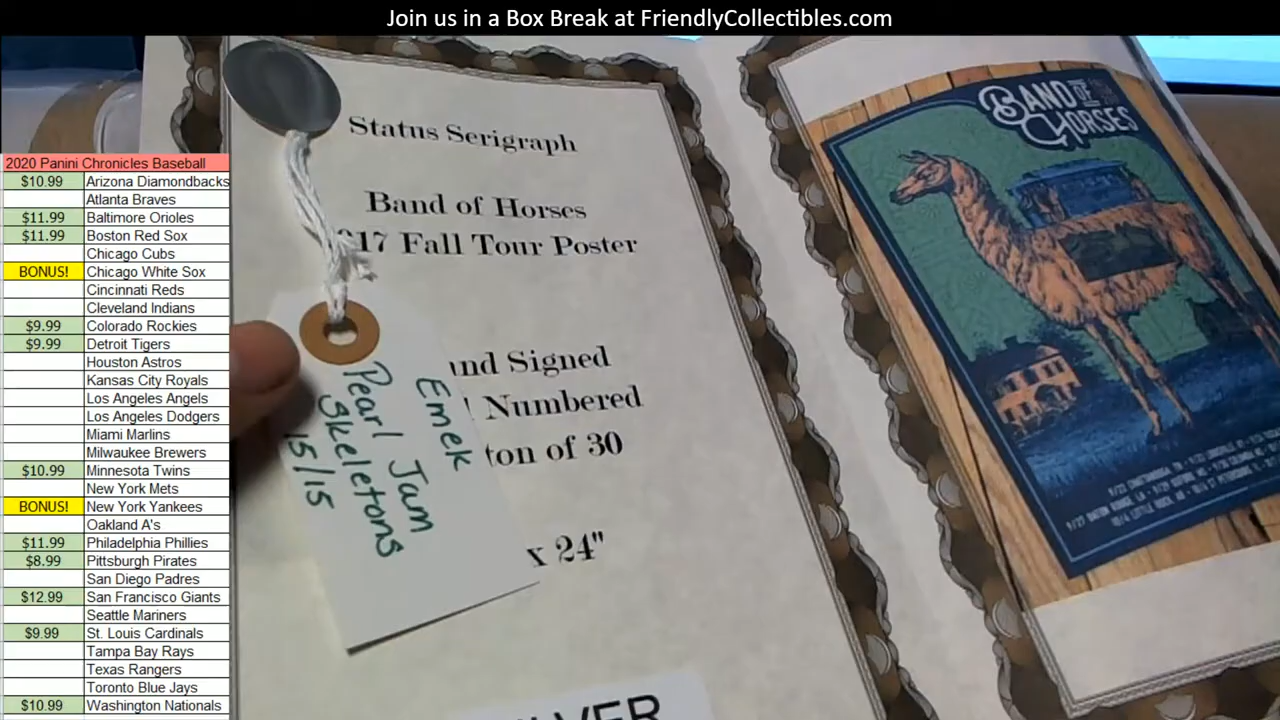 Join us in a Box Break at FriendlyCollectibles.com
2020 Panini Chronicles Baseball
$10.99 Arizona Diamondbacks
Atlanta Braves
$11.99 Baltimore Orioles
$11.99 Boston Red Sox
Chicago Cubs
BONUS! Chicago White Sox
Cincinnati Reds
Cleveland Indians
$9.99 Colorado Rockies
$9.99 Detroit Tigers
Houston Astros
Kansas City Royals
Los Angeles Angels
Los Angeles Dodgers
Miami Marlins
Milwaukee Brewers
$10.99 Minnesota Twins
New York Mets
BONUS! New York Yankees
Oakland A's
$11.99 Philadelphia Phillies
$8.99 Pittsburgh Pirates
San Diego Padres
$12.99 San Francisco Giants
Seattle Mariners
$9.99 St. Louis Cardinals
Tampa Bay Rays
Texas Rangers
Toronto Blue Jays
$10.99 Washington Nationals
Status Serigraph
Band of Horses
17 Fall Tour Poster
Signed
Numbered
of 30
x 24"
Emek
Pearl Jam
Skeletons
15/15
BAND OF
HORSES